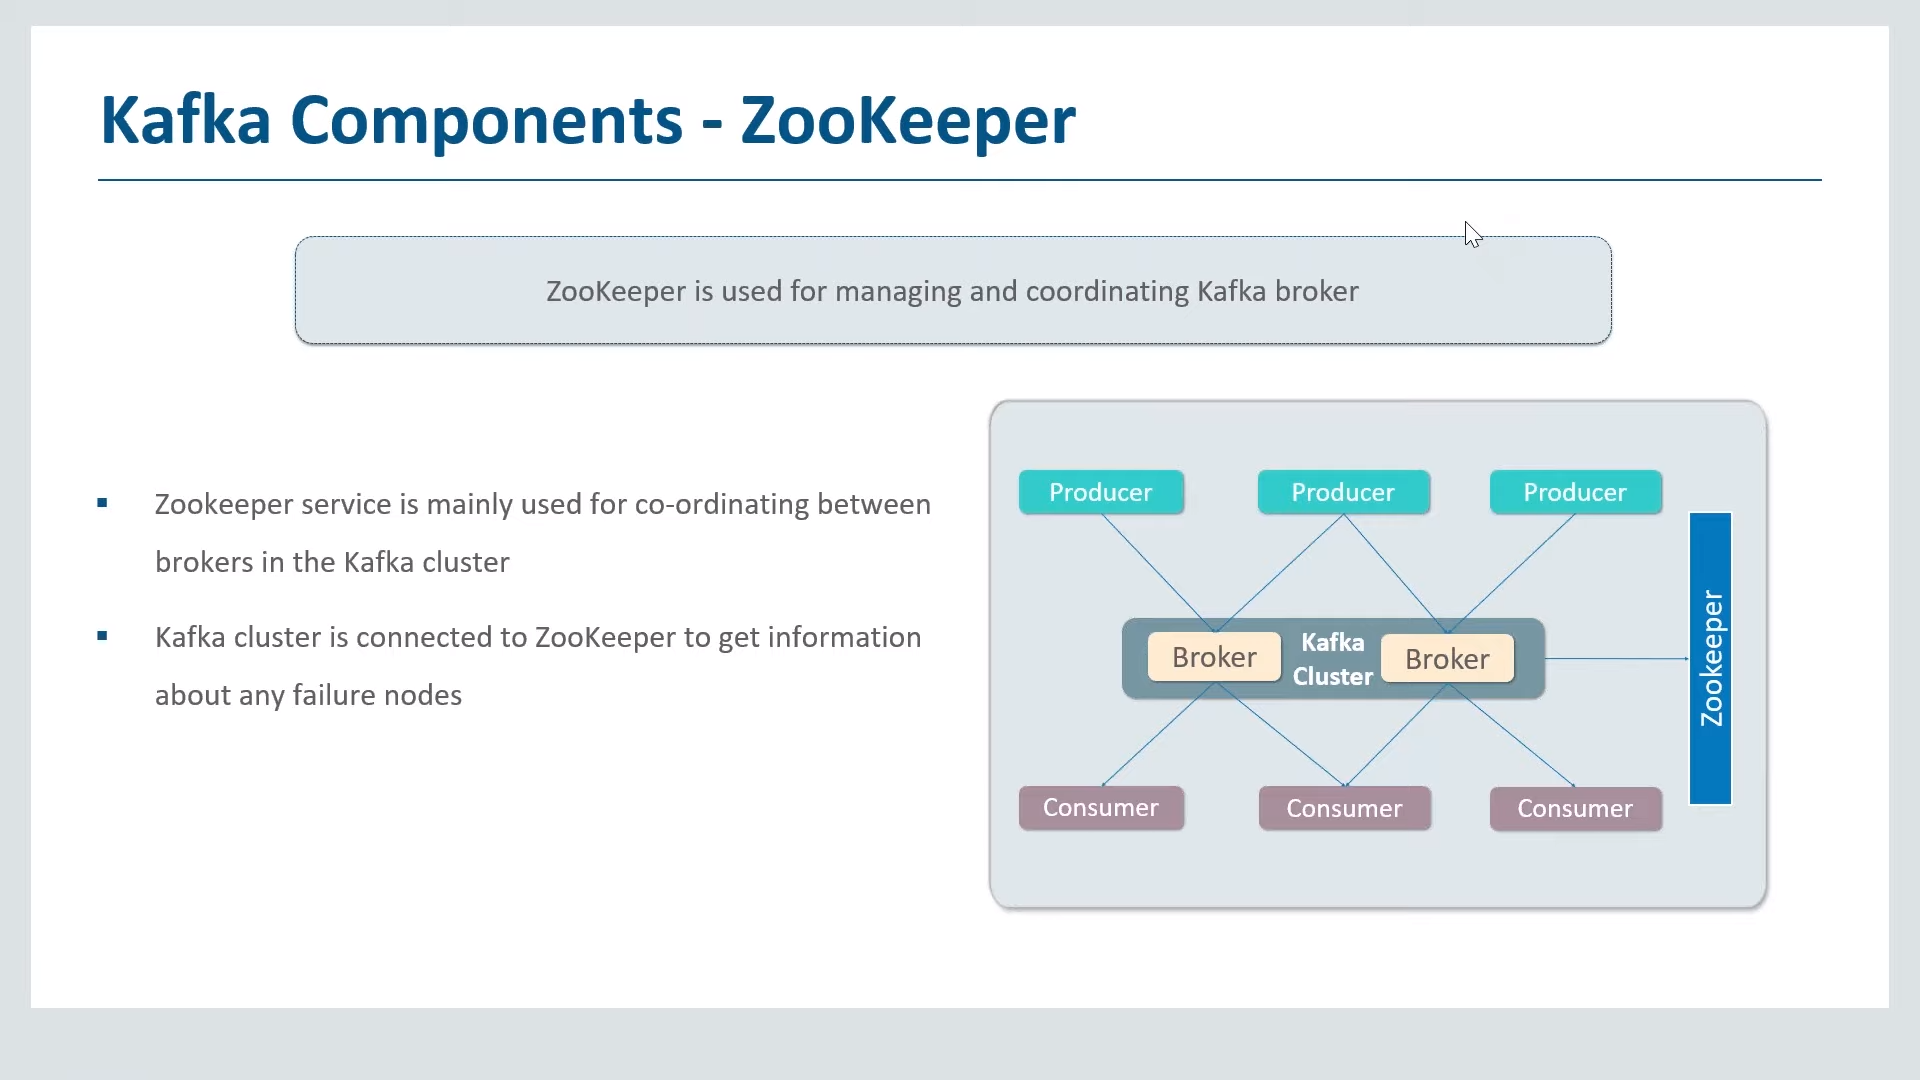 Kafka Components - ZooKeeper
ZooKeeper is used for managing and coordinating Kafka broker
Zookeeper service is mainly used for co-ordinating between
brokers in the Kafka cluster
Kafka cluster is connected to ZooKeeper to get information
about any failure nodes
Producer
Producer
Producer
Broker
Kafka
Cluster
Broker
Zookeeper
Consumer
Consumer
Consumer